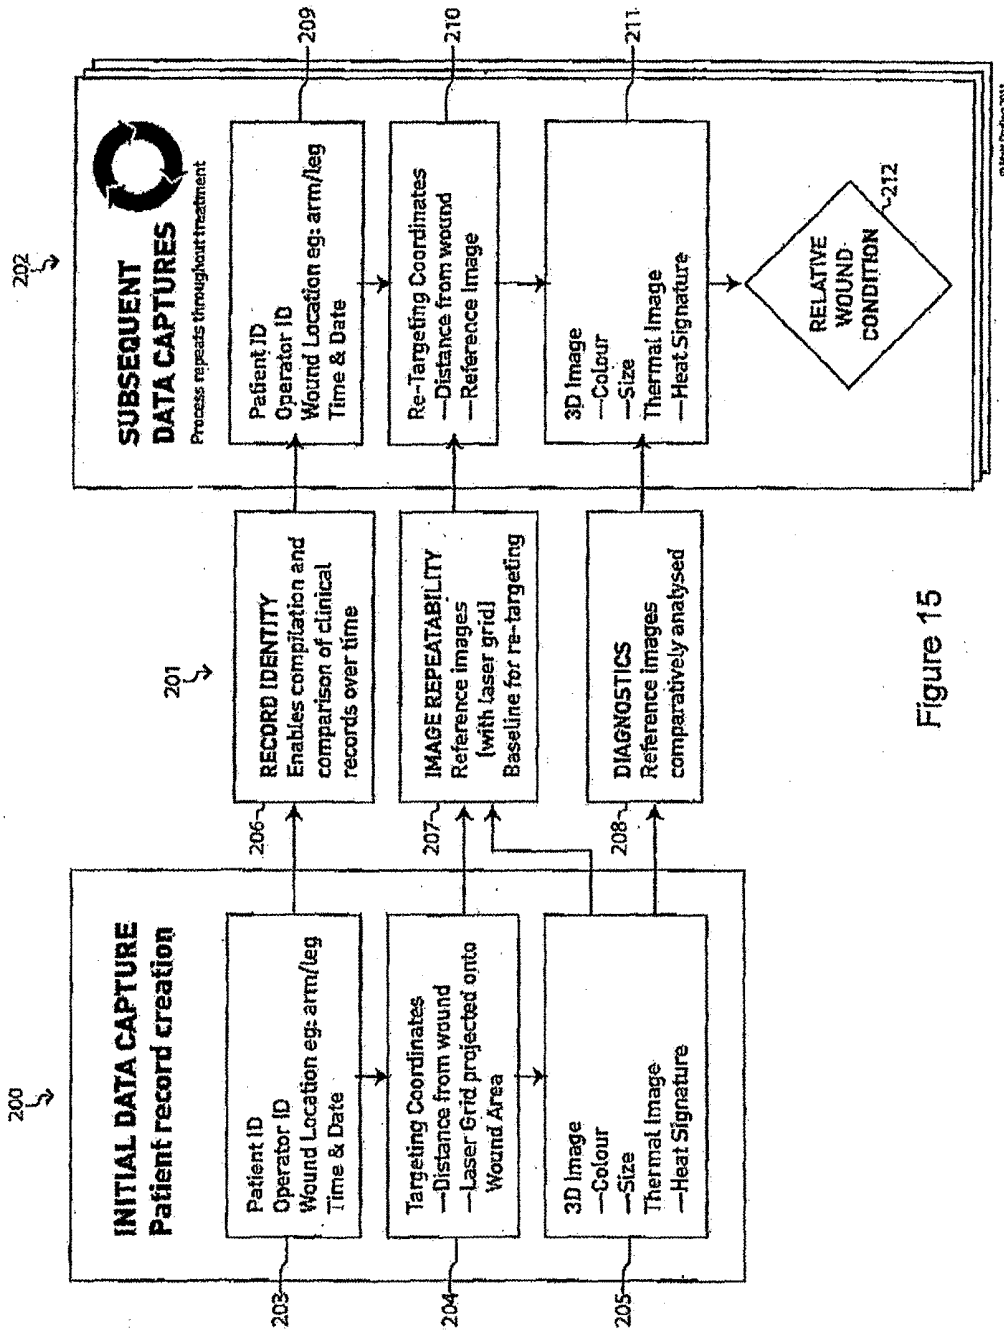 200
INITIAL DATA CAPTURE
Patient record creation
203
Patient ID
Operator ID
Wound Location eg: arm/leg
Time & Date
204
Targeting Coordinates
—Distance from wound
—Laser Grid projected onto
Wound Area
205
3D Image
—Colour
—Size
Thermal Image
—Heat Signature
201
206
RECORD IDENTITY
Enables compilation and
comparison of clinical
records over time
207
IMAGE REPEATABILITY
Reference images
[with laser grid]
Baseline for re-targeting
208
DIAGNOSTICS
Reference images
comparatively analysed
202
SUBSEQUENT
DATA CAPTURES
Process repeats throughout treatment
Patient ID
Operator ID
Wound Location eg: arm/leg
Time & Date
209
Re-Targeting Coordinates
—Distance from wound
—Reference Image
210
3D Image
—Colour
—Size
Thermal Image
—Heat Signature
211
RELATIVE
WOUND
CONDITION
212
Figure 15